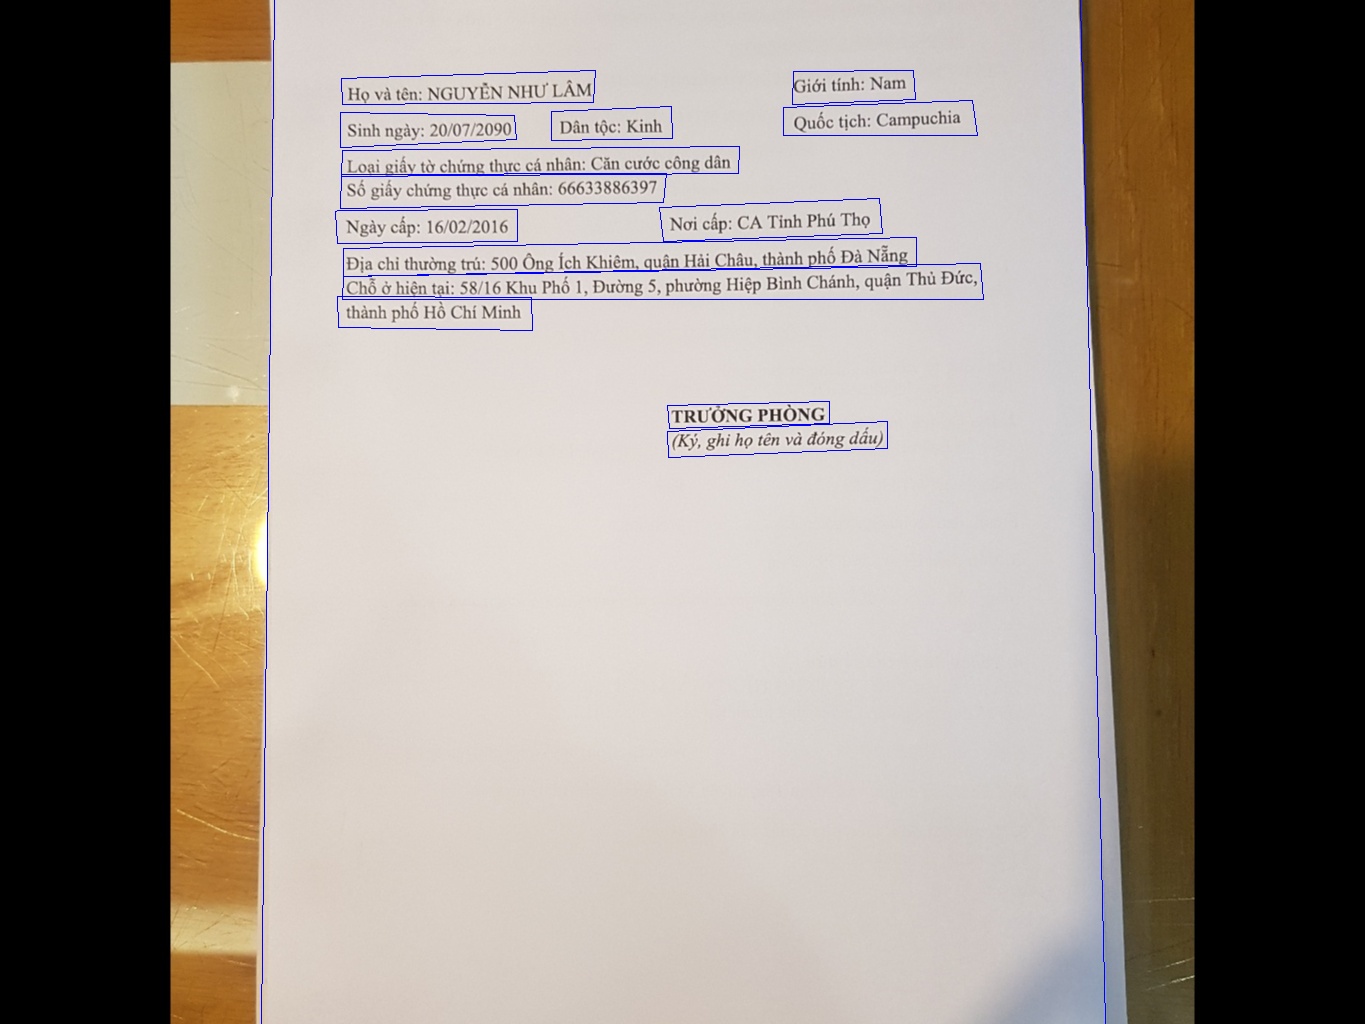 Họ và tên: NGUYỄN NHƯ LÂM Giới tính: Nam
Sinh ngày: 20/07/2090 Dân tộc: Kinh Quốc tịch: Campuchia
Loại giấy tờ chứng thực cá nhân: Căn cước công dân
Số giấy chứng thực cá nhân: 66633886397
Ngày cấp: 16/02/2016 Nơi cấp: CA Tỉnh Phú Thọ
Địa chỉ thường trú: 500 Ông Ích Khiêm, quận Hải Châu, thành phố Đà Nẵng
Chỗ ở hiện tại: 58/16 Khu Phố 1, Đường 5, phường Hiệp Bình Chánh, quận Thủ Đức,
thành phố Hồ Chí Minh
TRƯỞNG PHÒNG
(Ký, ghi họ tên và đóng dấu)